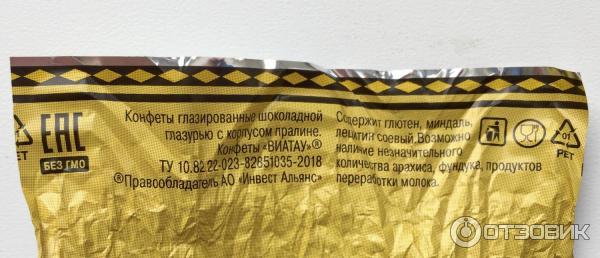 Конфеты глазированные шоколадной
глазурью с корпусом пралине.
Конфеты «ВИАТАУ»®
ТУ 10.82.22-023-82851035-2018
®Правообладатель АО «Инвест Альянс»
Содержит глютен, миндаль,
лецитин соевый.Возможно
наличие незначительного
количества арахиса, фундука, продуктов
переработки молока.
PET
EAC
БЕЗ ГМО
01
PET
ОТЗОВИК